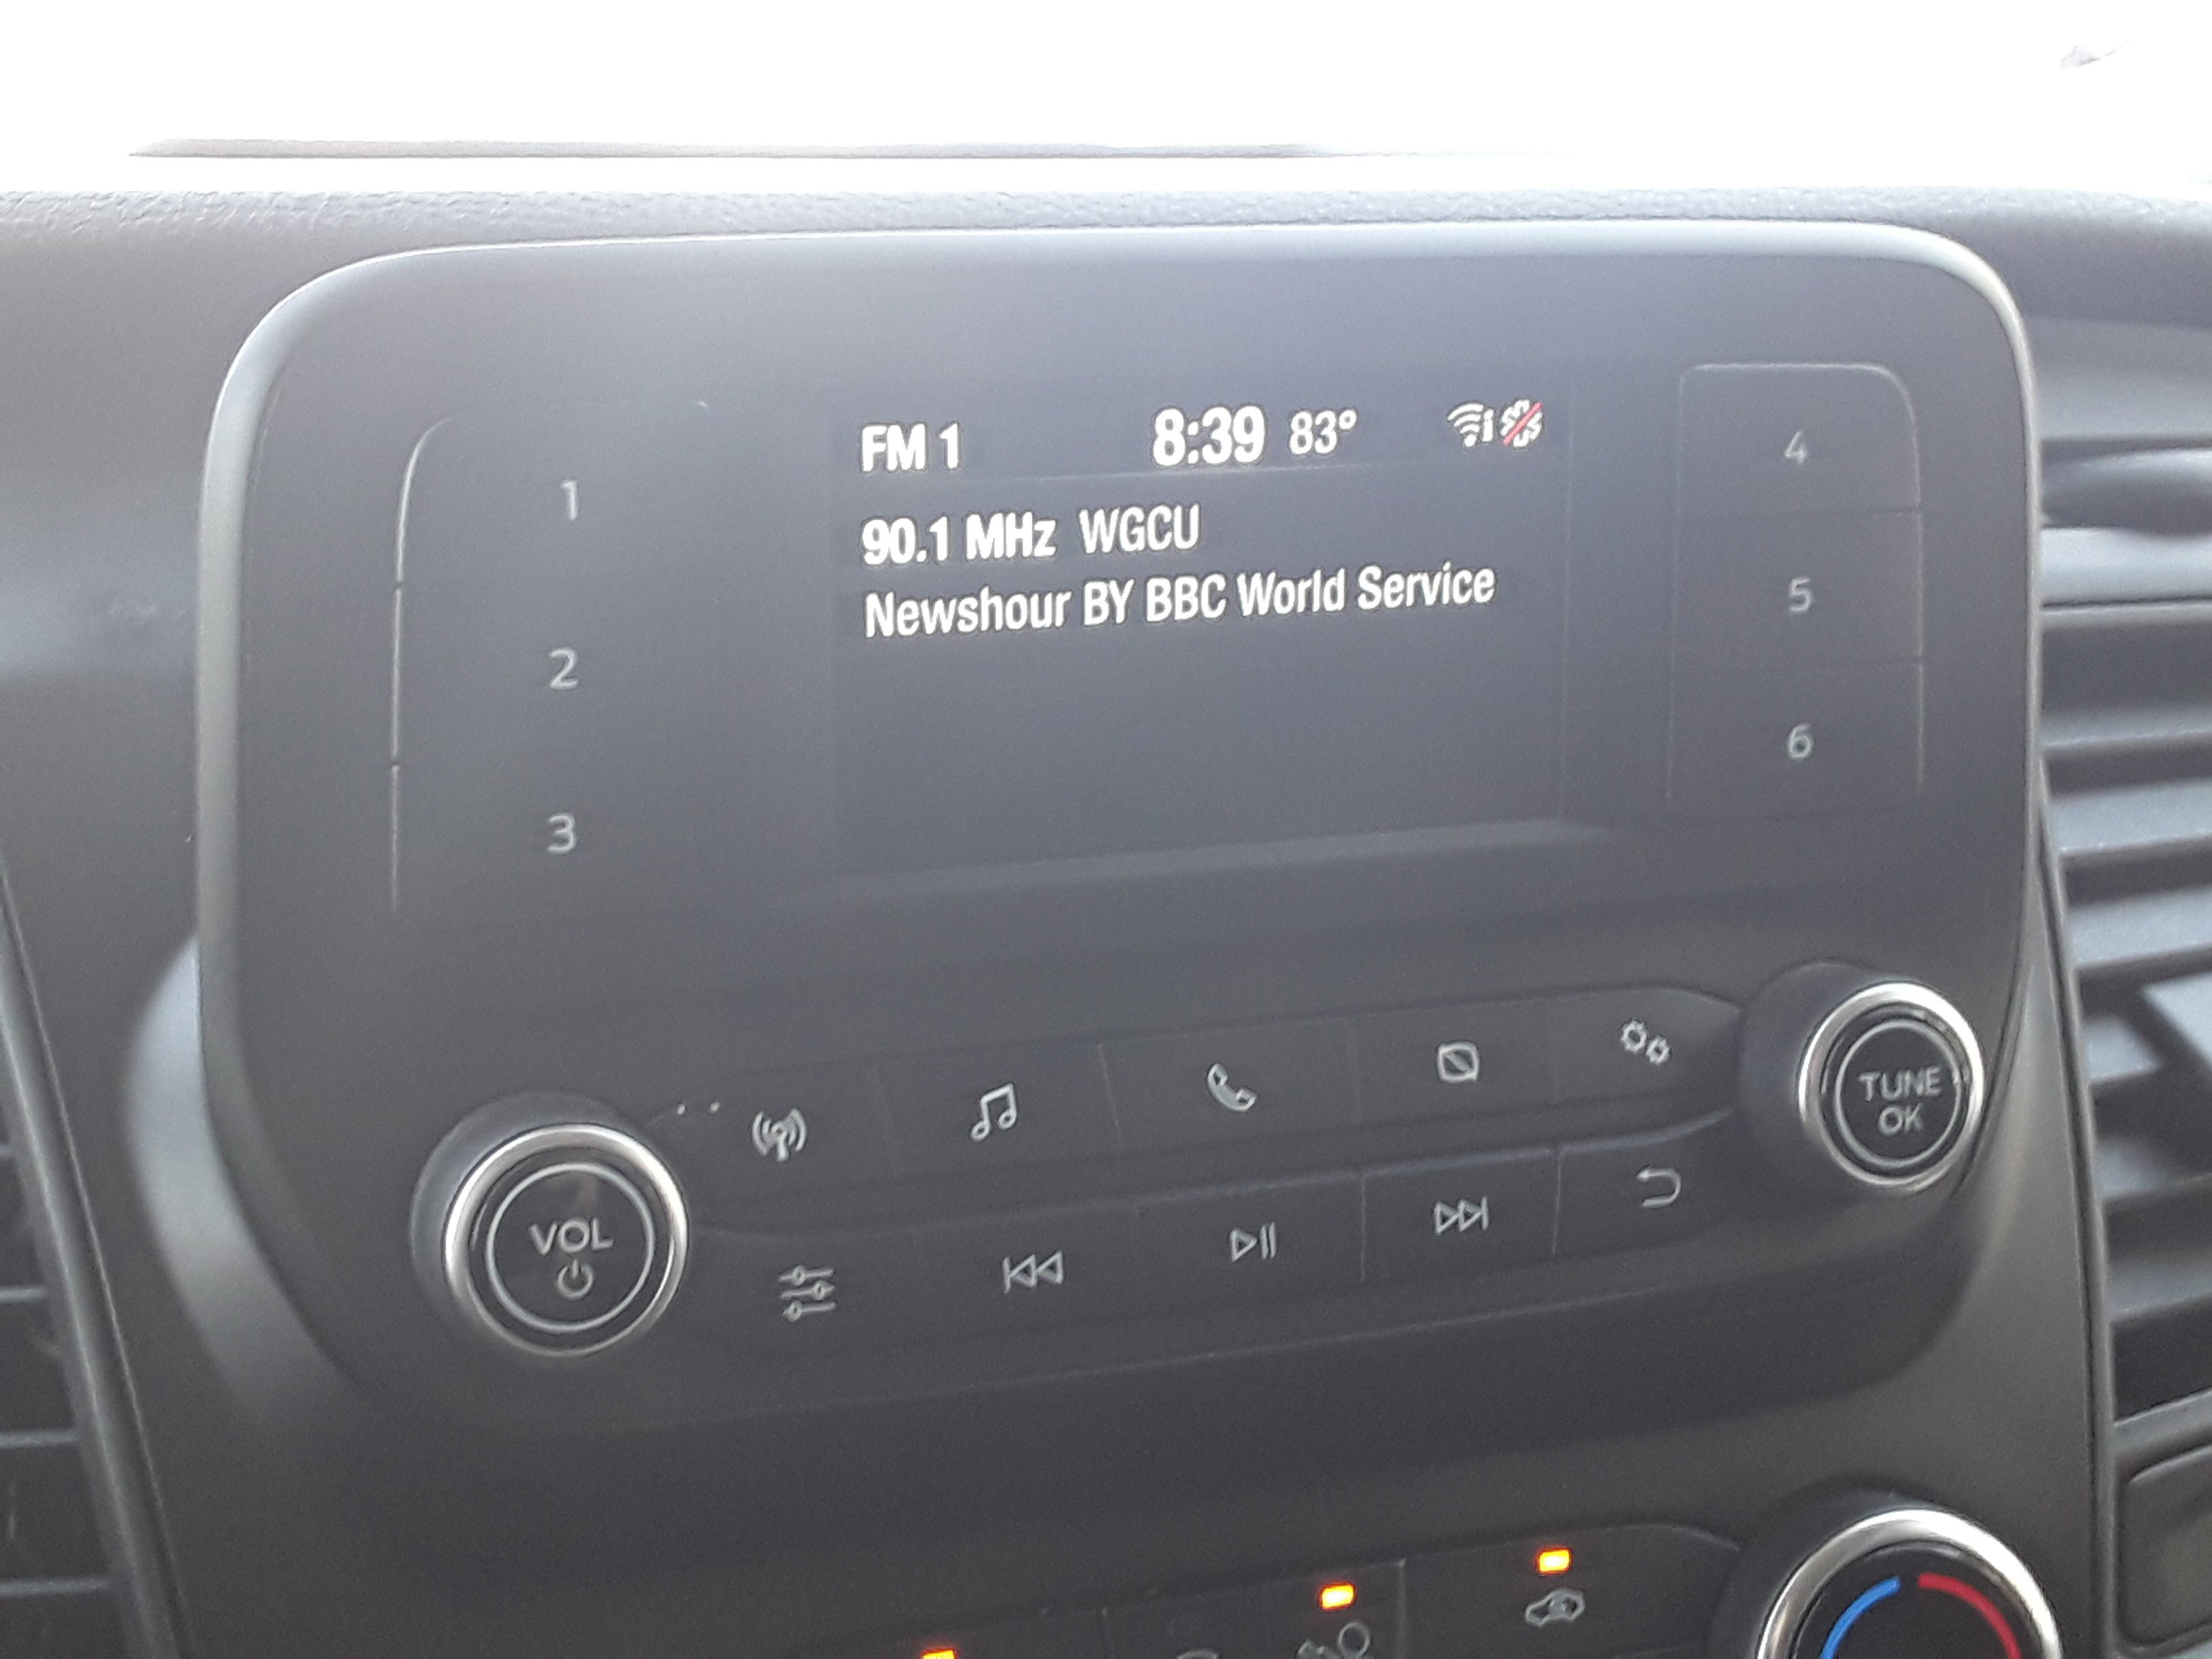 FM 1 8:39 83°
90.1 MHz WGCU
Newshour BY BBC World Service
1
2
3
4
5
6
VOL
TUNE
OK